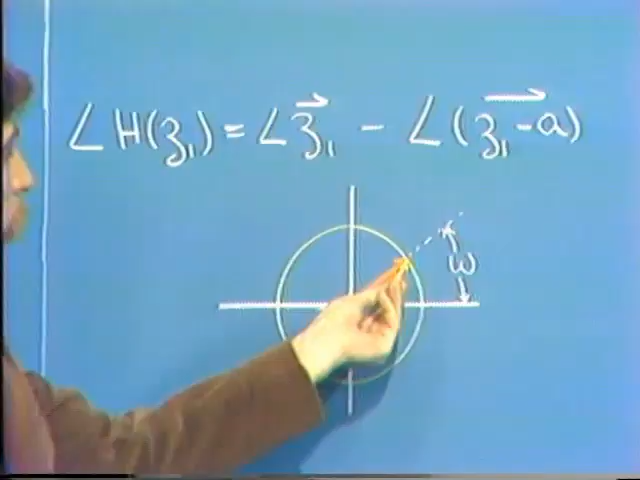 ∠H(z₁) = ∠z⃗₁ − ∠(z₁−a)⃗
ω